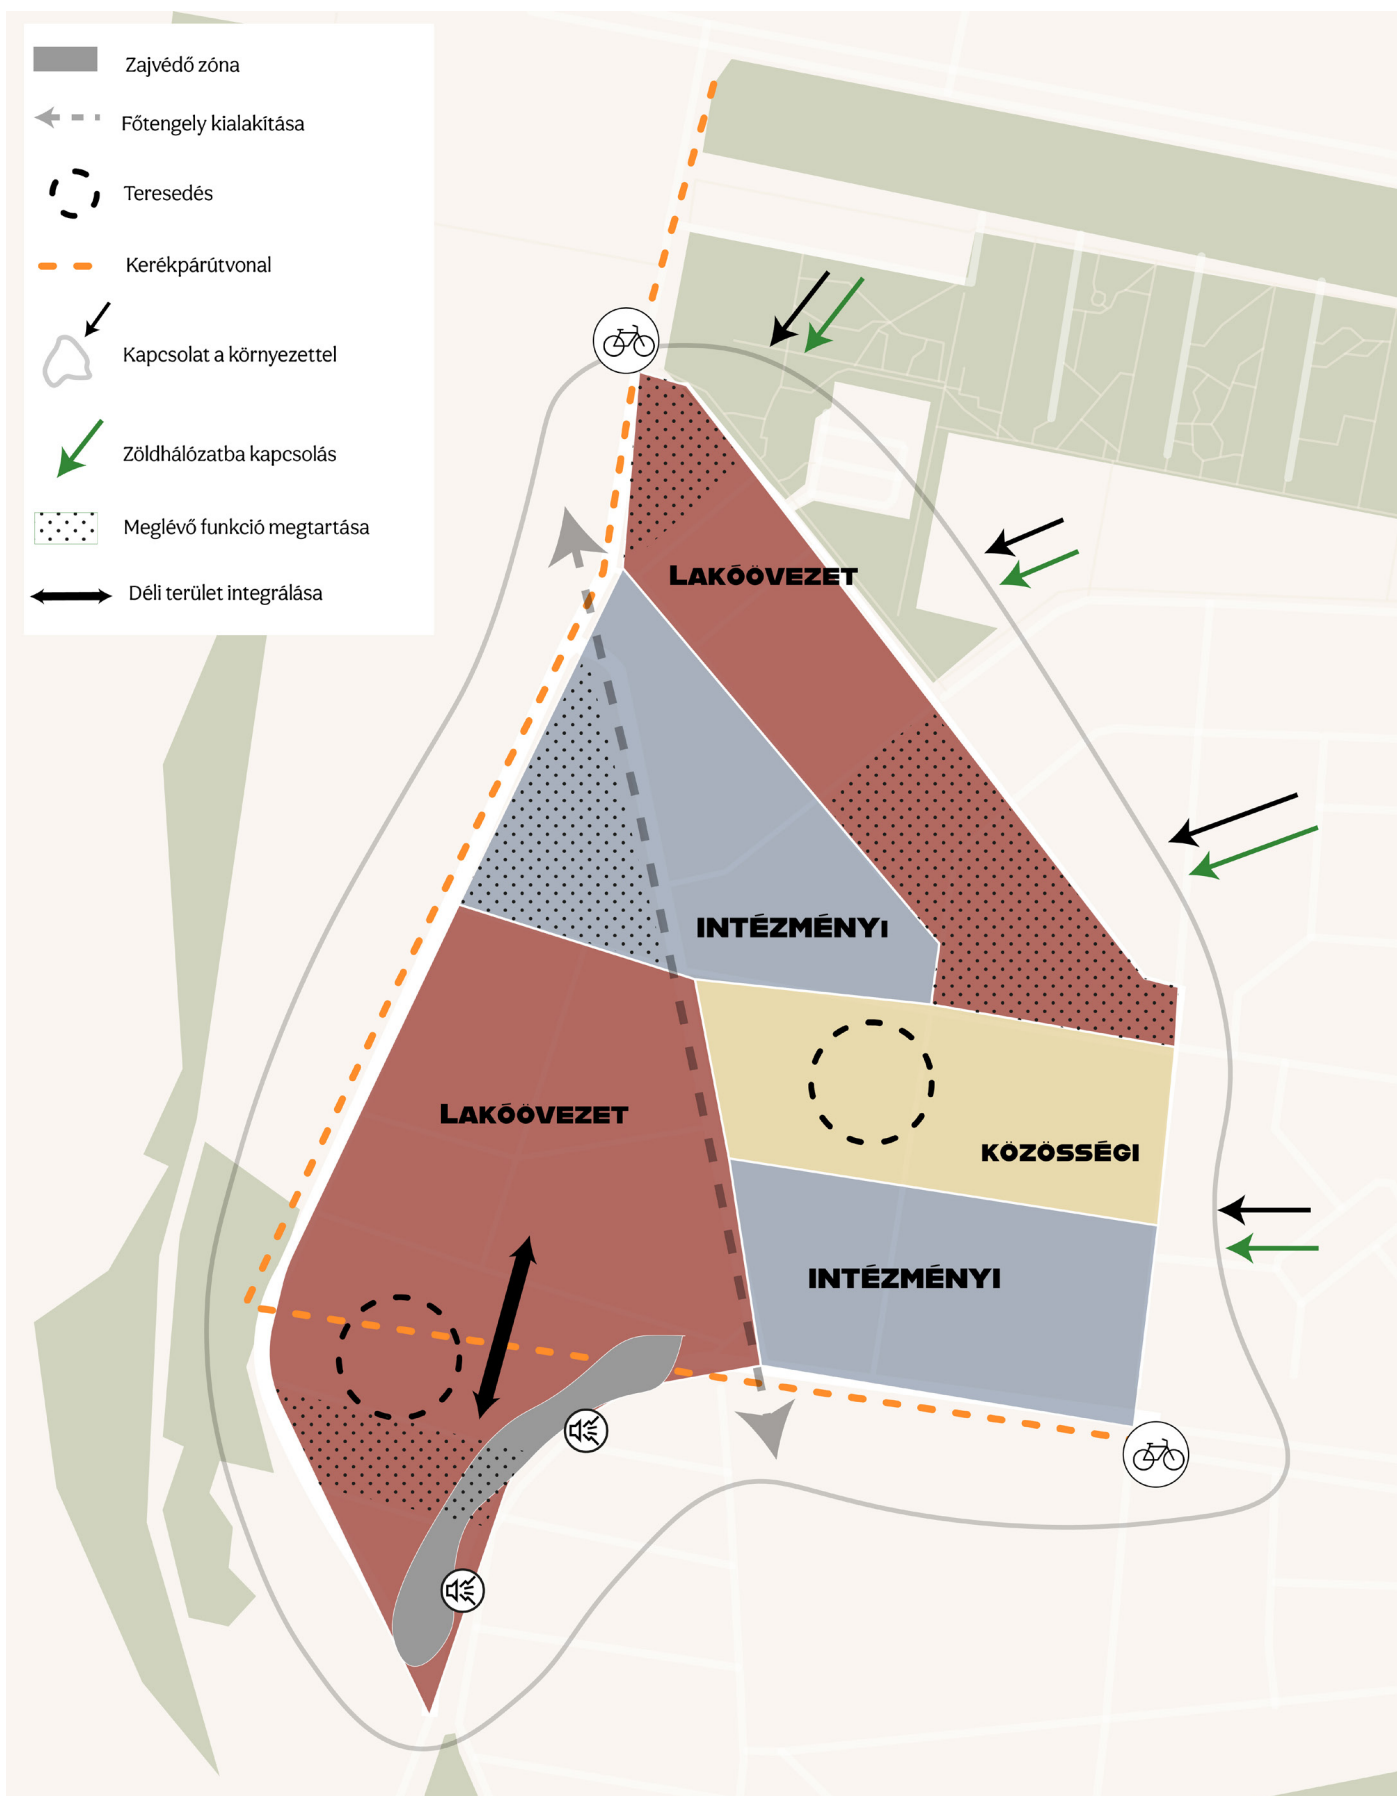 Zajvédő zóna
Főtengely kialakítása
Teresedés
Kerékpárútvonal
Kapcsolat a környezettel
Zöldhálózatba kapcsolás
Meglévő funkció megtartása
Déli terület integrálása
LAKÓÖVEZET
INTÉZMÉNYI
LAKÓÖVEZET
KÖZÖSSÉGI
INTÉZMÉNYI